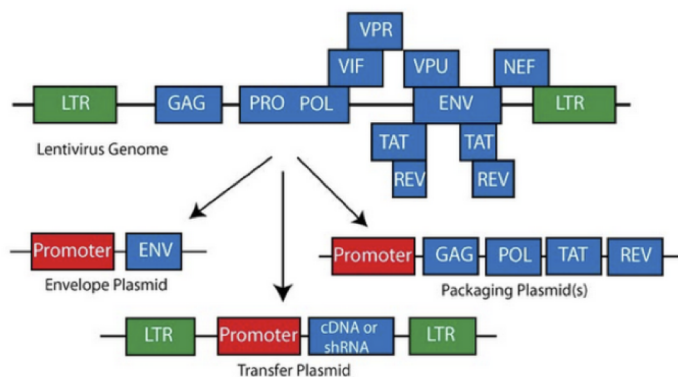 VPR
VIF
VPU
NEF
LTR
GAG
PRO POL
ENV
LTR
Lentivirus Genome
TAT
TAT
REV
REV
Promoter
ENV
Envelope Plasmid
Promoter
GAG
POL
TAT
REV
Packaging Plasmid(s)
LTR
Promoter
cDNA or
shRNA
LTR
Transfer Plasmid